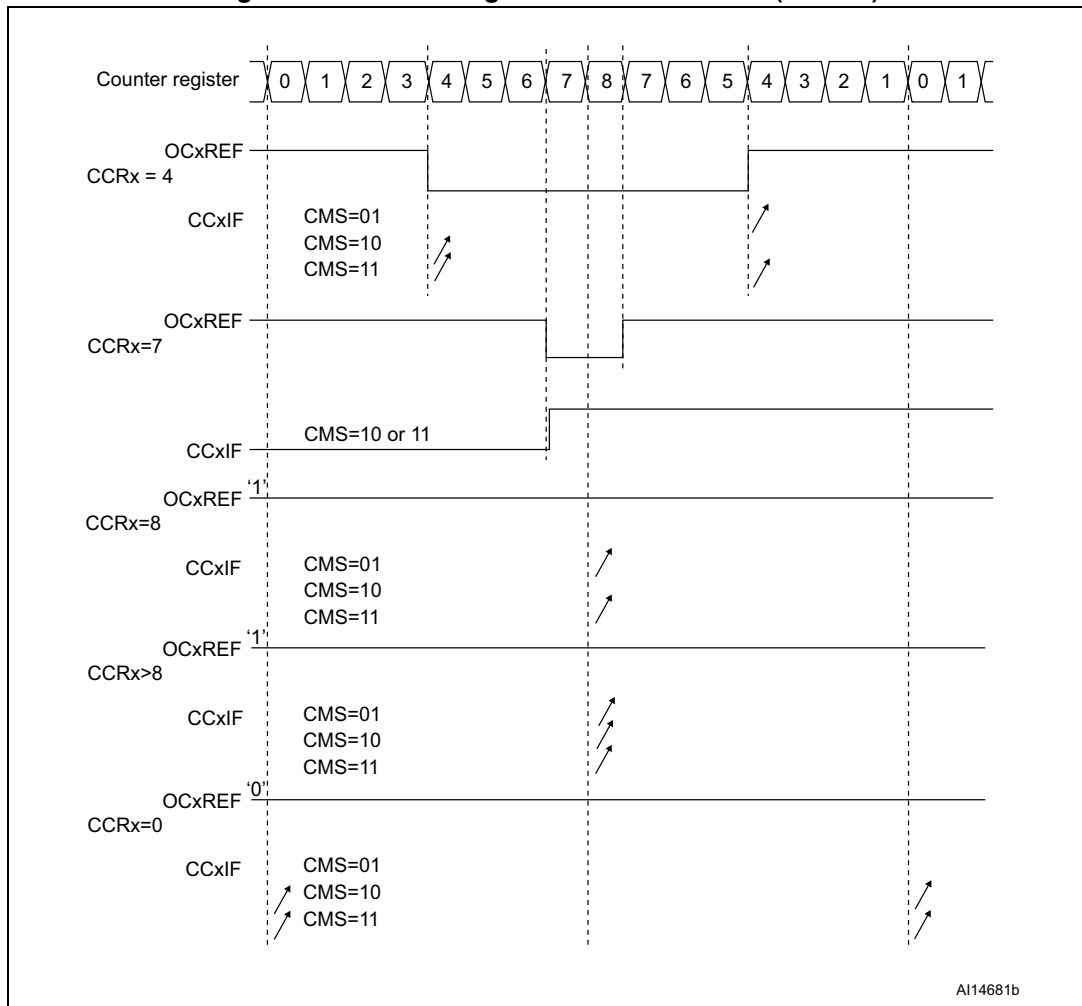 Counter register 0 1 2 3 4 5 6 7 8 7 6 5 4 3 2 1 0 1
OCxREF
CCRx = 4
CCxIF CMS=01
CMS=10
CMS=11
OCxREF
CCRx=7
CMS=10 or 11
CCxIF
OCxREF '1'
CCRx=8
CCxIF CMS=01
CMS=10
CMS=11
OCxREF '1'
CCRx>8
CCxIF CMS=01
CMS=10
CMS=11
OCxREF '0'
CCRx=0
CCxIF CMS=01
CMS=10
CMS=11
AI14681b